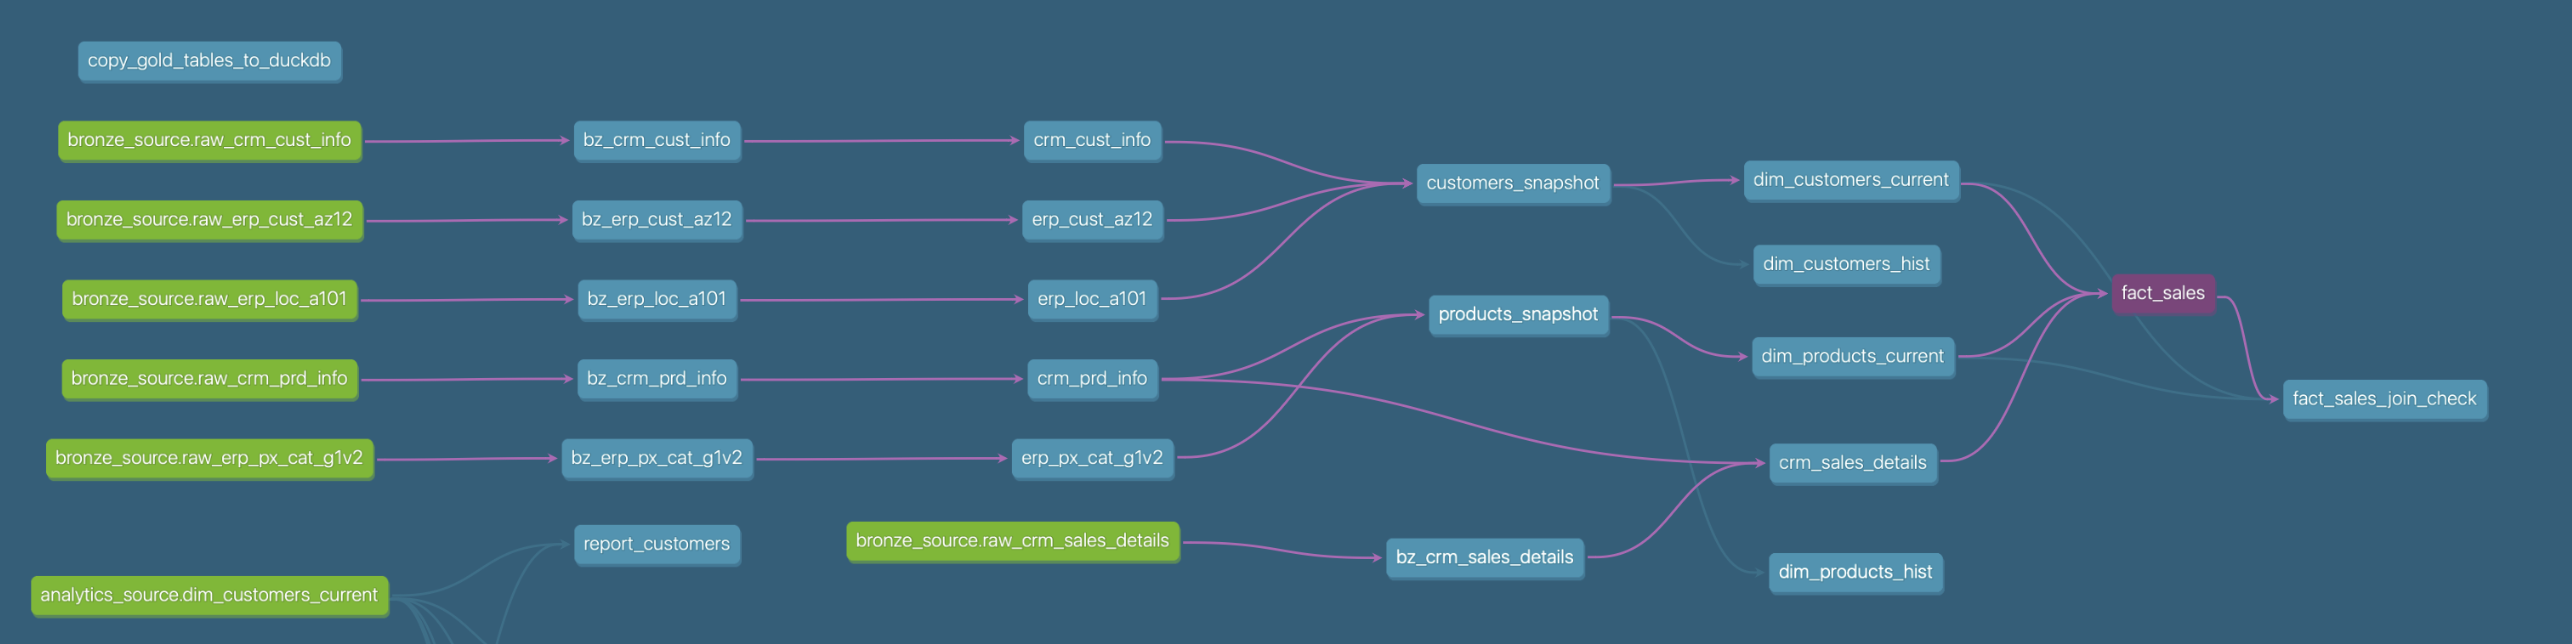 copy_gold_tables_to_duckdb
bronze_source.raw_crm_cust_info
bz_crm_cust_info
crm_cust_info
customers_snapshot
dim_customers_current
bronze_source.raw_erp_cust_az12
bz_erp_cust_az12
erp_cust_az12
dim_customers_hist
bronze_source.raw_erp_loc_a101
bz_erp_loc_a101
erp_loc_a101
products_snapshot
fact_sales
dim_products_current
bronze_source.raw_crm_prd_info
bz_crm_prd_info
crm_prd_info
fact_sales_join_check
bronze_source.raw_erp_px_cat_g1v2
bz_erp_px_cat_g1v2
erp_px_cat_g1v2
crm_sales_details
report_customers
bronze_source.raw_crm_sales_details
bz_crm_sales_details
dim_products_hist
analytics_source.dim_customers_current